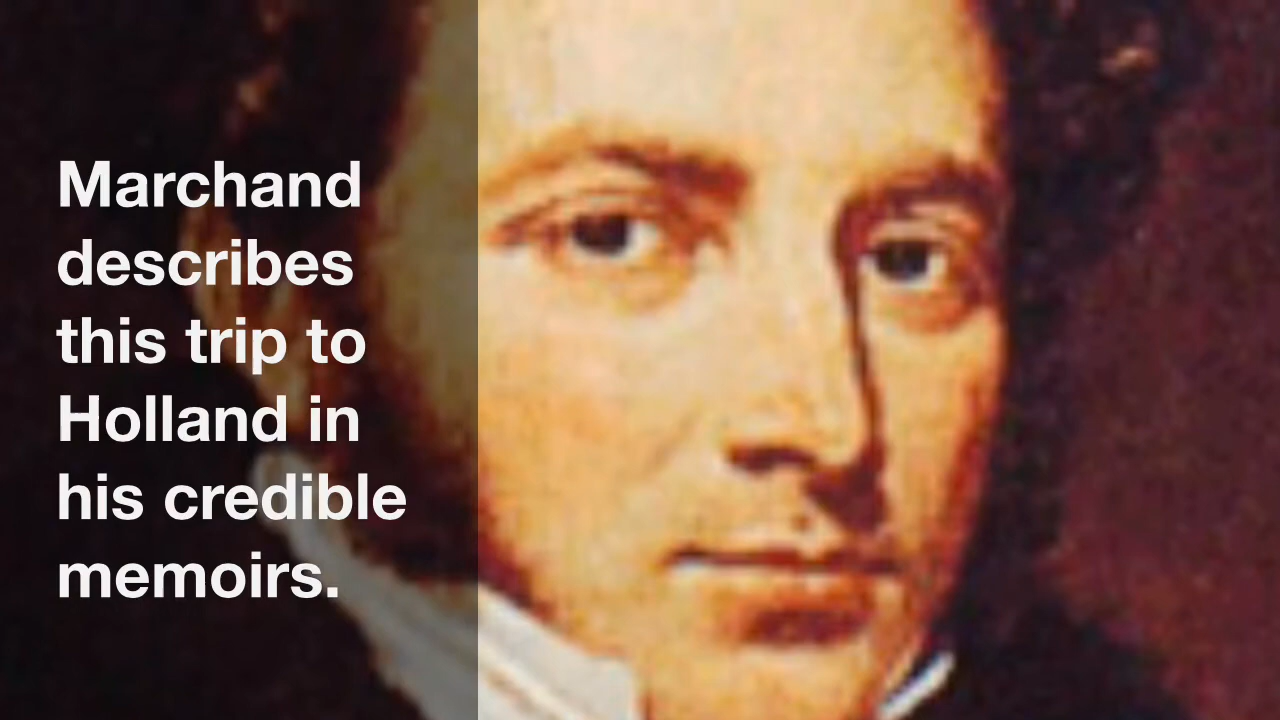 Marchand
describes
this trip to
Holland in
his credible
memoirs.